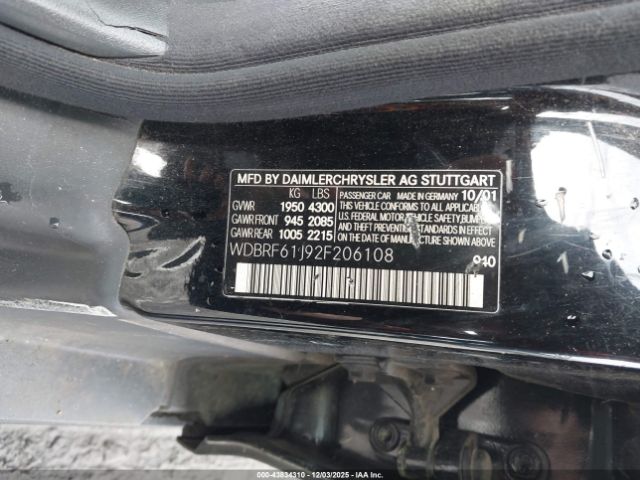 MFD BY DAIMLERCHRYSLER AG STUTTGART
KG LBS
GVWR 1950 4300
GAWR FRONT 945 2085
GAWR REAR 1005 2215
PASSENGER CAR MADE IN GERMANY 10/01
THIS VEHICLE CONFORMS TO ALL APPLICABLE
U.S. FEDERAL MOTOR VEHICLE SAFETY, BUMPER
AND THEFT PREVENTION STANDARDS IN
EFFECT ON THE DATE OF MANUFACTURE
SHOWN ABOVE.
WDBRF61J92F206108 040
000-43834310 - 12/03/2025 - IAAI.COM